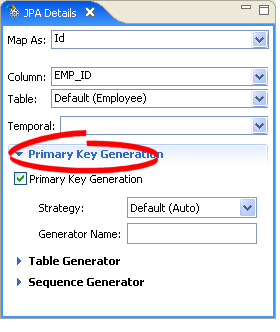 JPA Details
Map As: Id
Column: EMP_ID
Table: Default (Employee)
Temporal:
Primary Key Generation
Primary Key Generation
Strategy: Default (Auto)
Generator Name:
Table Generator
Sequence Generator